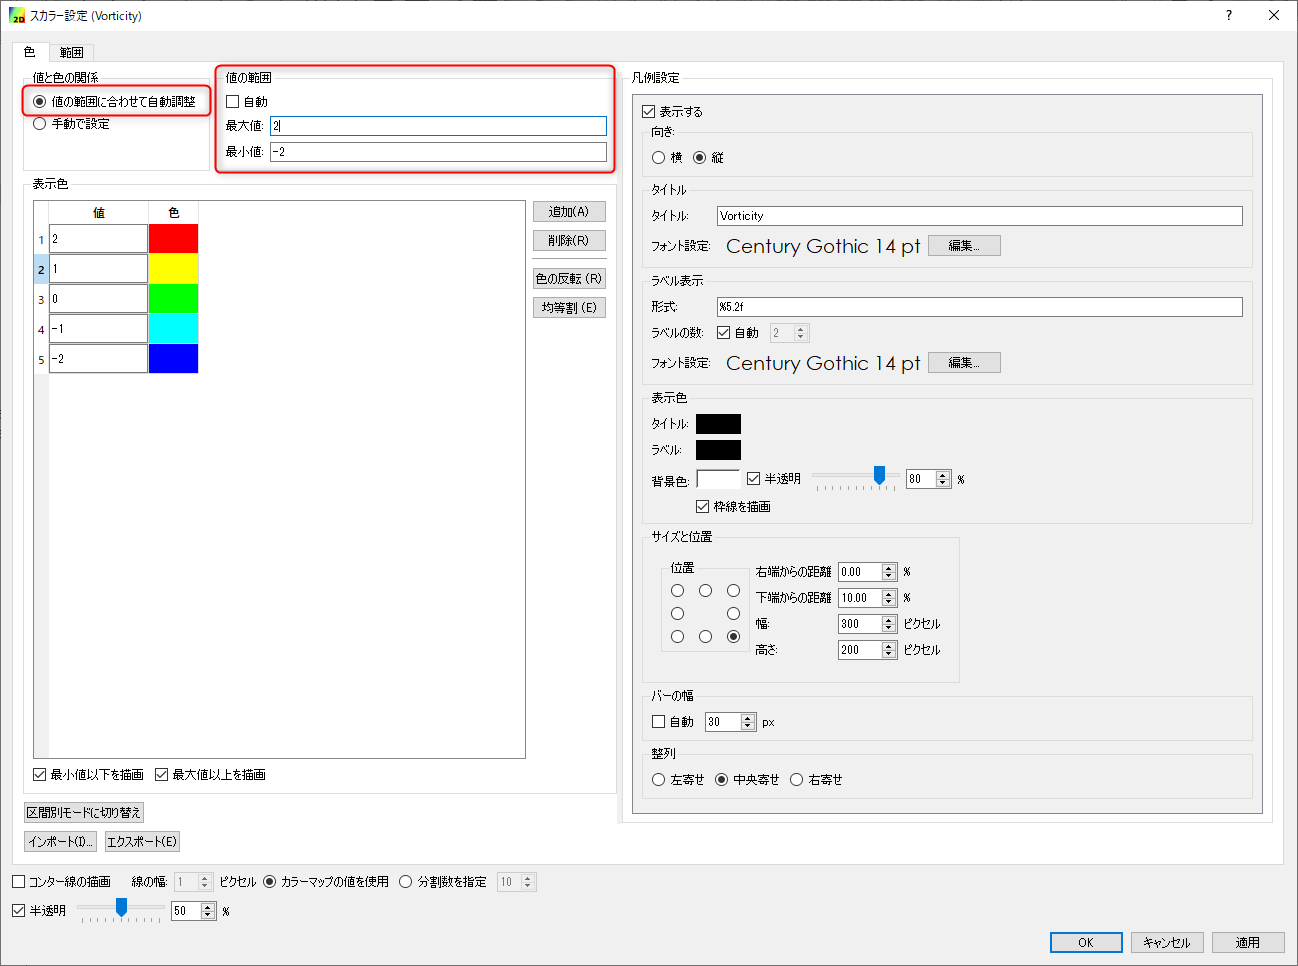 2D スカラー設定 (Vorticity) ?
色 範囲
値と色の関係
値の範囲に合わせて自動調整
手動で設定
値の範囲
自動
最大値: 2
最小値: -2
表示色
値 色
1 2
2 1
3 0
4 -1
5 -2
追加(A)
削除(R)
色の反転 (R)
均等割 (E)
最小値以下を描画 最大値以上を描画
区間別モードに切り替え
インポート(I)... エクスポート(E)
凡例設定
表示する
向き:
横 縦
タイトル
タイトル: Vorticity
フォント設定: Century Gothic 14 pt 編集...
ラベル表示
形式: %5.2f
ラベルの数: 自動 2
フォント設定: Century Gothic 14 pt 編集...
表示色
タイトル:
ラベル:
背景色: 半透明 80 %
枠線を描画
サイズと位置
位置
右端からの距離 0.00 %
下端からの距離 10.00 %
幅: 300 ピクセル
高さ: 200 ピクセル
バーの幅
自動 30 px
整列
左寄せ 中央寄せ 右寄せ
コンター線の描画 線の幅: 1 ピクセル カラーマップの値を使用 分割数を指定 10
半透明 50 %
OK キャンセル 適用